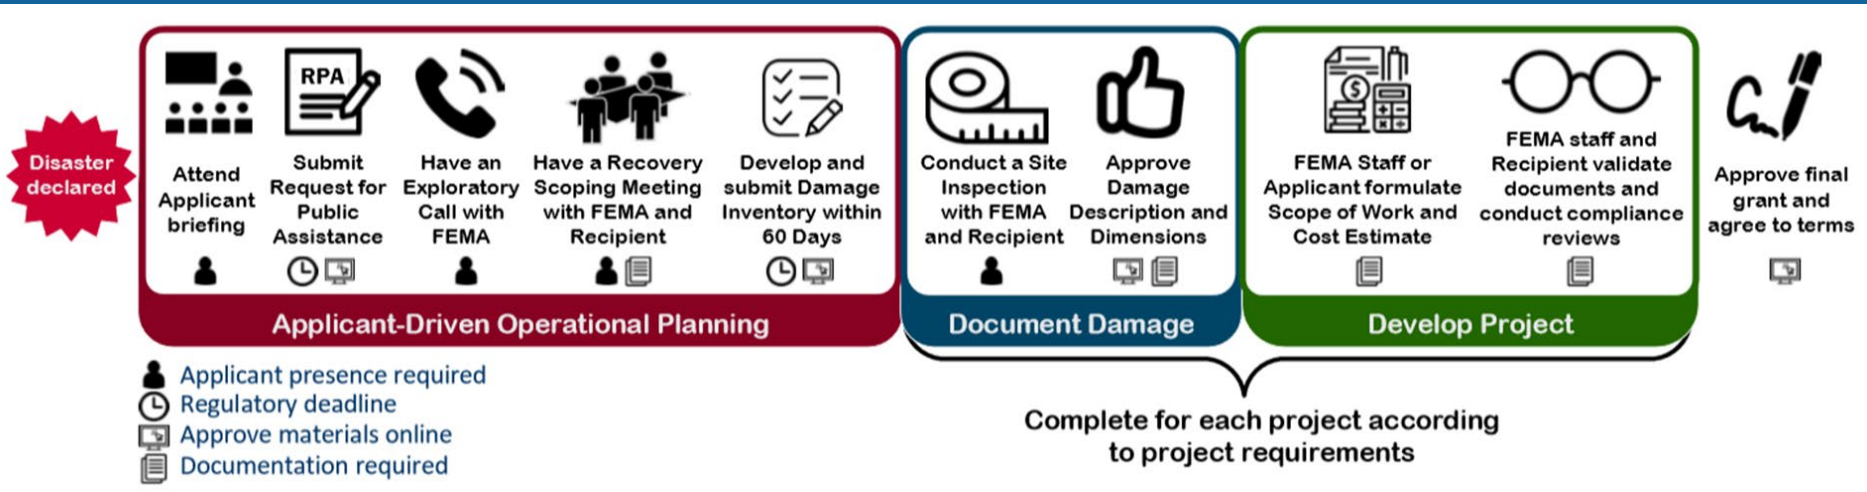 Disaster
declared
Attend
Applicant
briefing
RPA
Submit
Request for
Public
Assistance
Have an
Exploratory
Call with
FEMA
Have a Recovery
Scoping Meeting
with FEMA and
Recipient
Develop and
submit Damage
Inventory within
60 Days
Applicant-Driven Operational Planning
Conduct a Site
Inspection
with FEMA
and Recipient
Approve
Damage
Description and
Dimensions
Document Damage
FEMA Staff or
Applicant formulate
Scope of Work and
Cost Estimate
FEMA staff and
Recipient validate
documents and
conduct compliance
reviews
Develop Project
Approve final
grant and
agree to terms
Applicant presence required
Regulatory deadline
Approve materials online
Documentation required
Complete for each project according
to project requirements